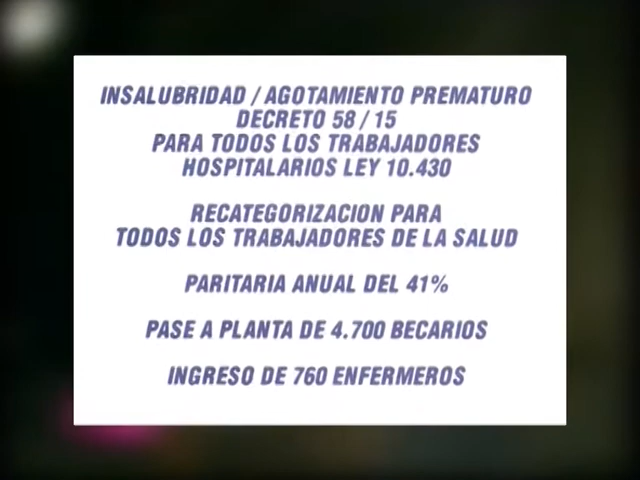 INSALUBRIDAD / AGOTAMIENTO PREMATURO
DECRETO 58 / 15
PARA TODOS LOS TRABAJADORES
HOSPITALARIOS LEY 10.430
RECATEGORIZACION PARA
TODOS LOS TRABAJADORES DE LA SALUD
PARITARIA ANUAL DEL 41%
PASE A PLANTA DE 4.700 BECARIOS
INGRESO DE 760 ENFERMEROS